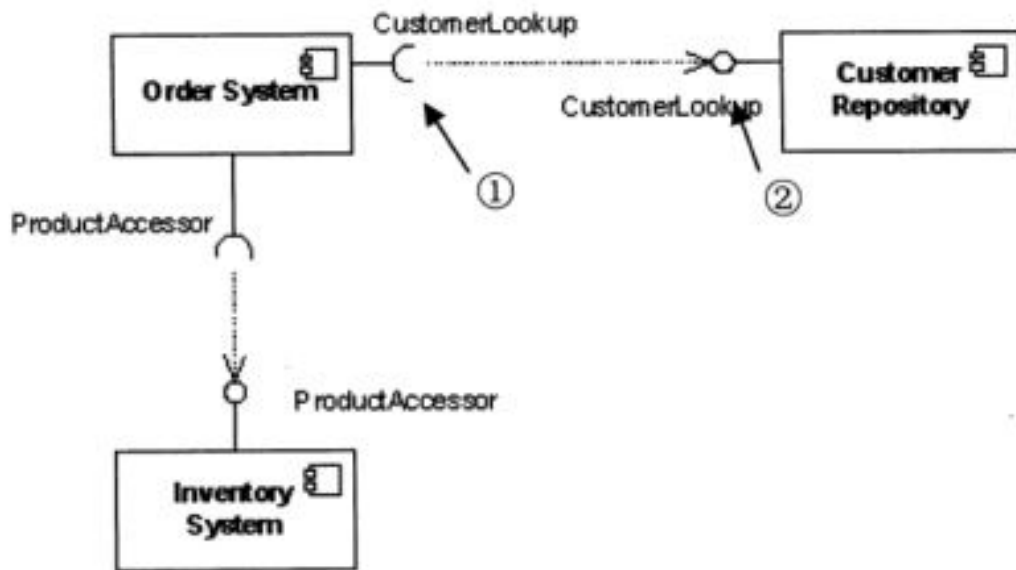 CustomerLookup
Order System
Customer
Repository
CustomerLookup
①
②
ProductAccessor
ProductAccessor
Inventory
System